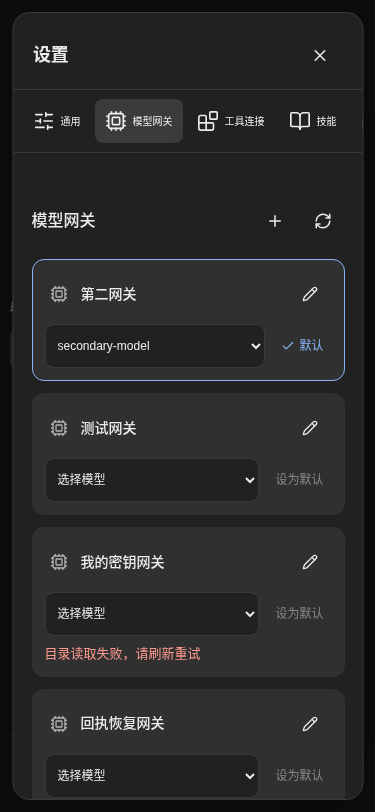 设置
通用 模型网关 工具连接 技能
模型网关
第二网关
secondary-model 默认
测试网关
选择模型 设为默认
我的密钥网关
选择模型 设为默认
目录读取失败，请刷新重试
回执恢复网关
选择模型 设为默认